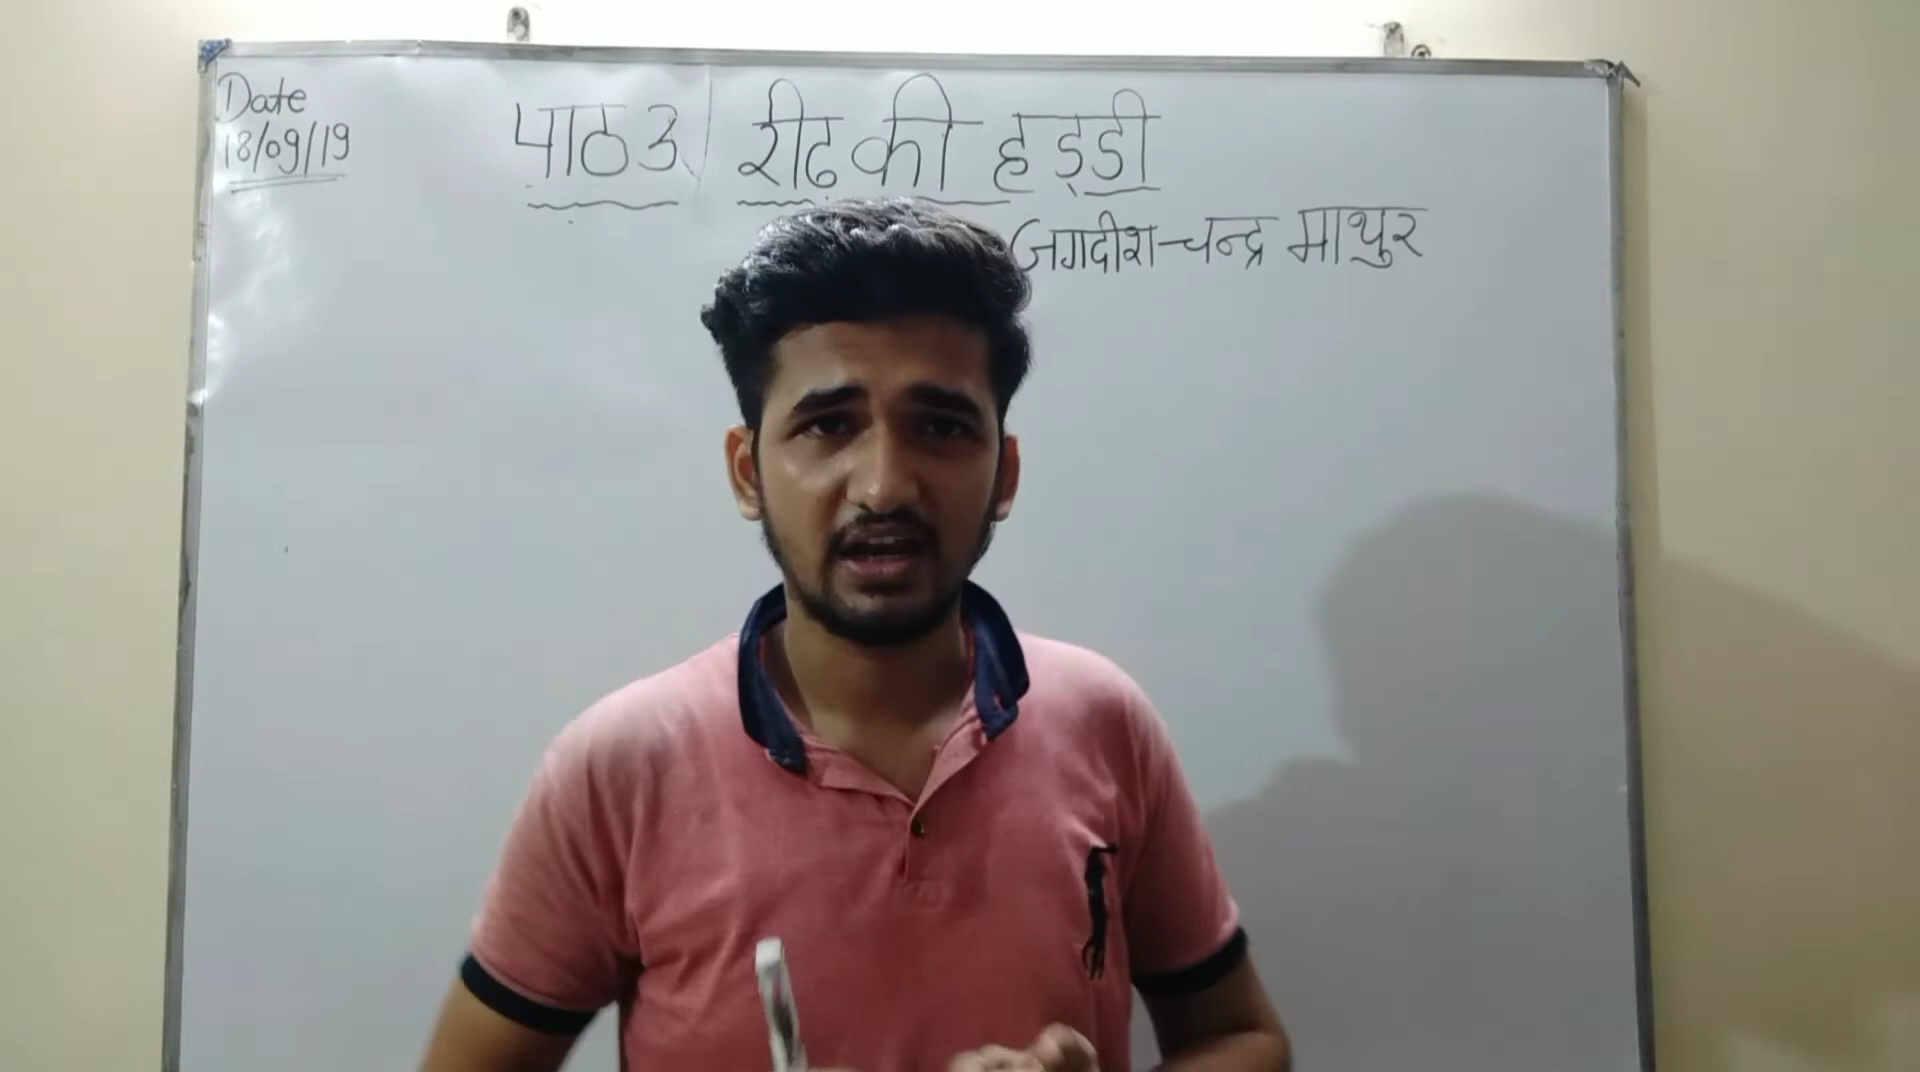 Date
18/09/19
पाठ 3 रीढ़ की हड्डी
जगदीश चन्द्र माथुर